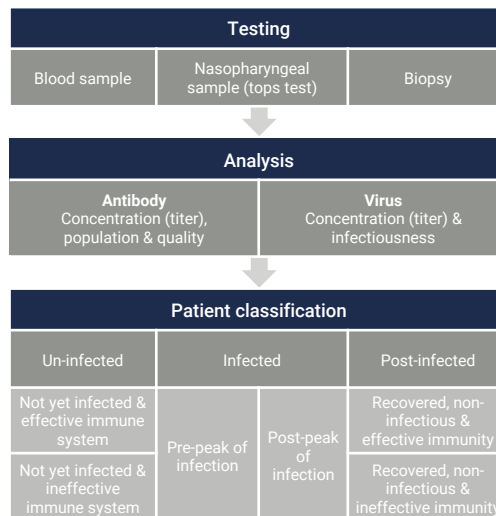 Testing
Blood sample
Nasopharyngeal
sample (tops test)
Biopsy
Analysis
Antibody
Concentration (titer),
population & quality
Virus
Concentration (titer) &
infectiousness
Patient classification
Un-infected
Infected
Post-infected
Not yet infected &
effective immune
system
Not yet infected &
ineffective
immune system
Pre-peak of
infection
Post-peak
of
infection
Recovered, non-
infectious &
effective immunity
Recovered, non-
infectious &
ineffective immunity